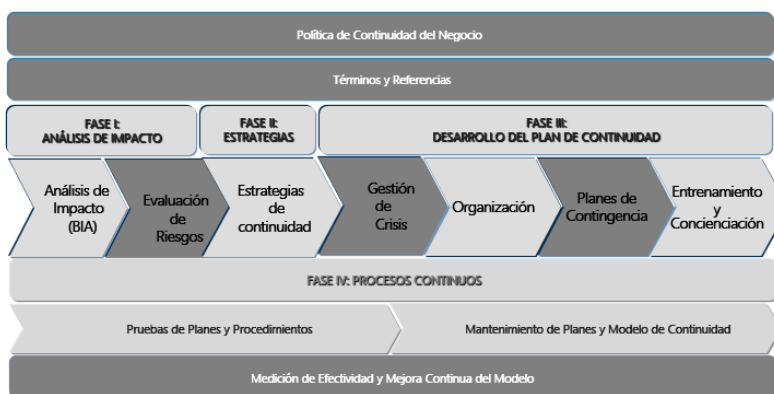 Política de Continuidad del Negocio
Términos y Referencias
FASE I:
ANÁLISIS DE IMPACTO
FASE II:
ESTRATEGIAS
FASE III:
DESARROLLO DEL PLAN DE CONTINUIDAD
Análisis de
Impacto
(BIA)
Evaluación
de
Riesgos
Estrategias
de
continuidad
Gestión
de
Crisis
Organización
Planes de
Contingencia
Entrenamiento
y
Concienciación
FASE IV: PROCESOS CONTINUOS
Pruebas de Planes y Procedimientos
Mantenimiento de Planes y Modelo de Continuidad
Medición de Efectividad y Mejora Continua del Modelo